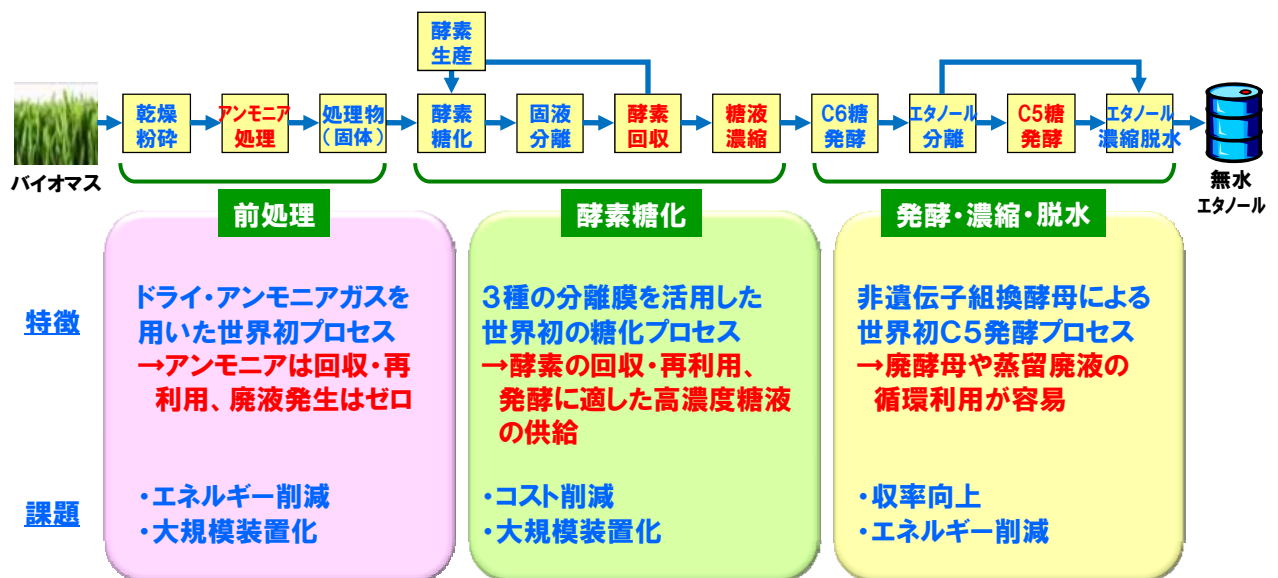 酵素
生産
乾燥
粉砕
アンモニア
処理
処理物
(固体)
酵素
糖化
固液
分離
酵素
回収
糖液
濃縮
C6糖
発酵
エタノール
分離
C5糖
発酵
エタノール
濃縮脱水
バイオマス
無水
エタノール
前処理
酵素糖化
発酵・濃縮・脱水
特徴
ドライ・アンモニアガスを
用いた世界初プロセス
→アンモニアは回収・再
利用、廃液発生はゼロ
3種の分離膜を活用した
世界初の糖化プロセス
→酵素の回収・再利用、
発酵に適した高濃度糖液
の供給
非遺伝子組換酵母による
世界初C5発酵プロセス
→廃酵母や蒸留廃液の
循環利用が容易
課題
・エネルギー削減
・大規模装置化
・コスト削減
・大規模装置化
・収率向上
・エネルギー削減